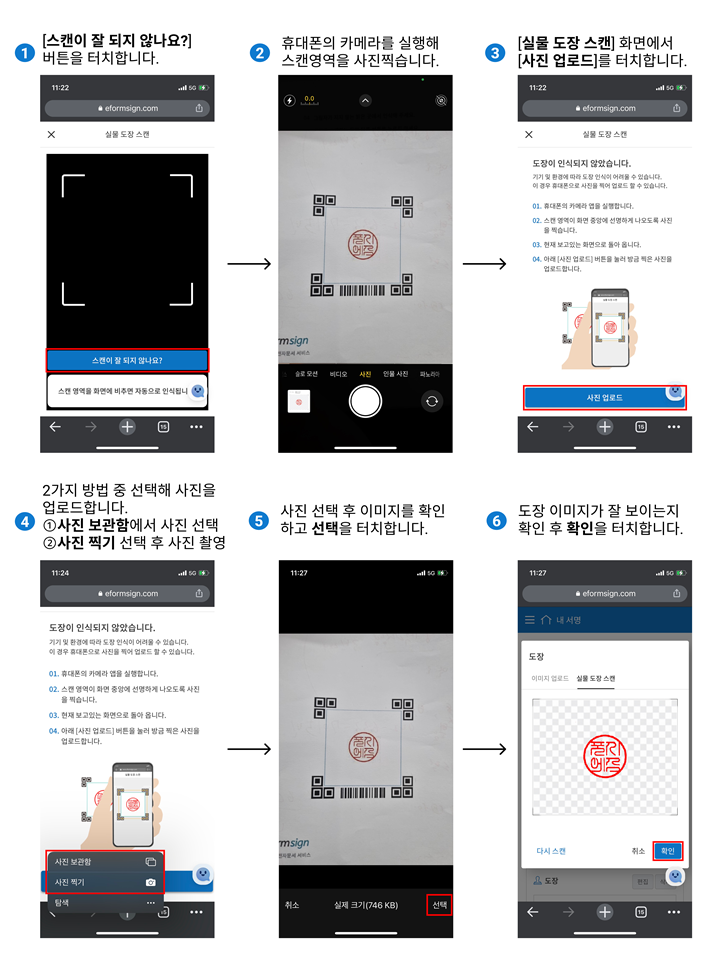 1
[스캔이 잘 되지 않나요?]
버튼을 터치합니다.
2
휴대폰의 카메라를 실행해
스캔영역을 사진찍습니다.
3
[실물 도장 스캔] 화면에서
[사진 업로드]를 터치합니다.
11:22
5G
eformsign.com
실물 도장 스캔
스캔이 잘 되지 않나요?
스캔 영역을 화면에 비추면 자동으로 인식됩니
15
0.0
rmsign
슬로 모션
비디오
사진
인물 사진
파노라마
11:22
5G
eformsign.com
실물 도장 스캔
도장이 인식되지 않았습니다.
기기 및 환경에 따라 도장 인식이 어려울 수 있습니다.
이 경우 휴대폰으로 사진을 찍어 업로드 할 수 있습니다.
01. 휴대폰의 카메라 앱을 실행합니다.
02. 스캔 영역이 화면 중앙에 선명하게 나오도록 사진
을 찍습니다.
03. 현재 보고있는 화면으로 돌아 옵니다.
04. 아래 [사진 업로드] 버튼을 눌러 방금 찍은 사진을
업로드합니다.
사진 업로드
15
4
2가지 방법 중 선택해 사진을
업로드합니다.
①사진 보관함에서 사진 선택
②사진 찍기 선택 후 사진 촬영
5
사진 선택 후 이미지를 확인
하고 선택을 터치합니다.
6
도장 이미지가 잘 보이는지
확인 후 확인을 터치합니다.
11:24
5G
eformsign.com
도장이 인식되지 않았습니다.
기기 및 환경에 따라 도장 인식이 어려울 수 있습니다.
이 경우 휴대폰으로 사진을 찍어 업로드 할 수 있습니다.
01. 휴대폰의 카메라 앱을 실행합니다.
02. 스캔 영역이 화면 중앙에 선명하게 나오도록 사진
을 찍습니다.
03. 현재 보고있는 화면으로 돌아 옵니다.
04. 아래 [사진 업로드] 버튼을 눌러 방금 찍은 사진을
업로드합니다.
사진 보관함
사진 찍기
탐색
15
11:27
5G
rmsign
취소
실제 크기(746 KB)
선택
11:27
5G
eformsign.com
내 서명
도장
이미지 업로드
실물 도장 스캔
다시 스캔
취소
확인
도장
편집
15